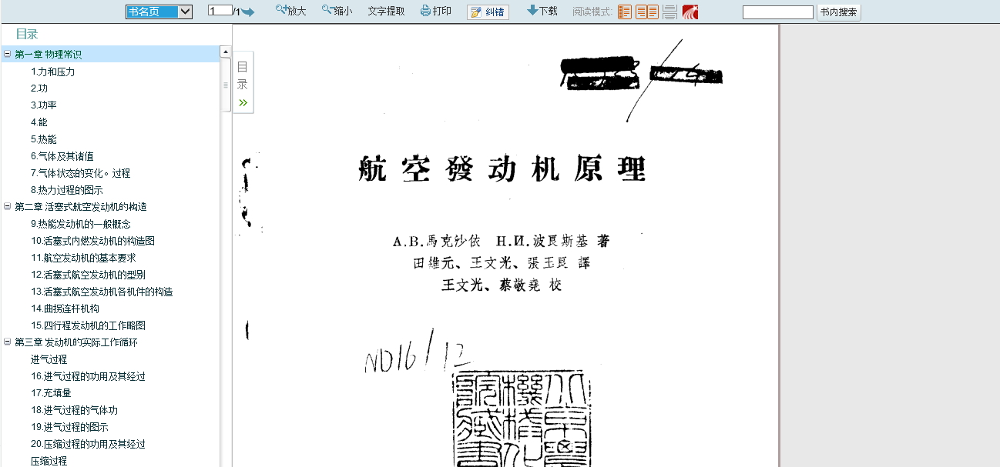 书名页 1 /1 放大 缩小 文字提取 打印 纠错 下载 阅读模式: 书内搜索
目录
第一章 物理常识
1.力和压力
2.功
3.功率
4.能
5.热能
6.气体及其诸值
7.气体状态的变化。过程
8.热力过程的图示
第二章 活塞式航空发动机的构造
9.热能发动机的一般概念
10.活塞式内燃发动机的构造图
11.航空发动机的基本要求
12.活塞式航空发动机的型别
13.活塞式航空发动机各机件的构造
14.曲拐连杆机构
15.四行程发动机的工作略图
第三章 发动机的实际工作循环
进气过程
16.进气过程的功用及其经过
17.充填量
18.进气过程的气体功
19.进气过程的图示
20.压缩过程的功用及其经过
压缩过程
目
录
»
航空發动机原理
А.В.馬克沙依 Н.И.波良斯基 著
田維元、王文光、張玉良 譯
王文光、蔡敬堯 校
ND16/12